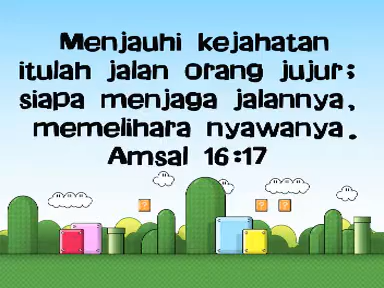 Menjauhi kejahatan
itulah jalan orang jujur;
siapa menjaga jalannya,
memelihara nyawanya.
Amsal 16:17
? ? ?